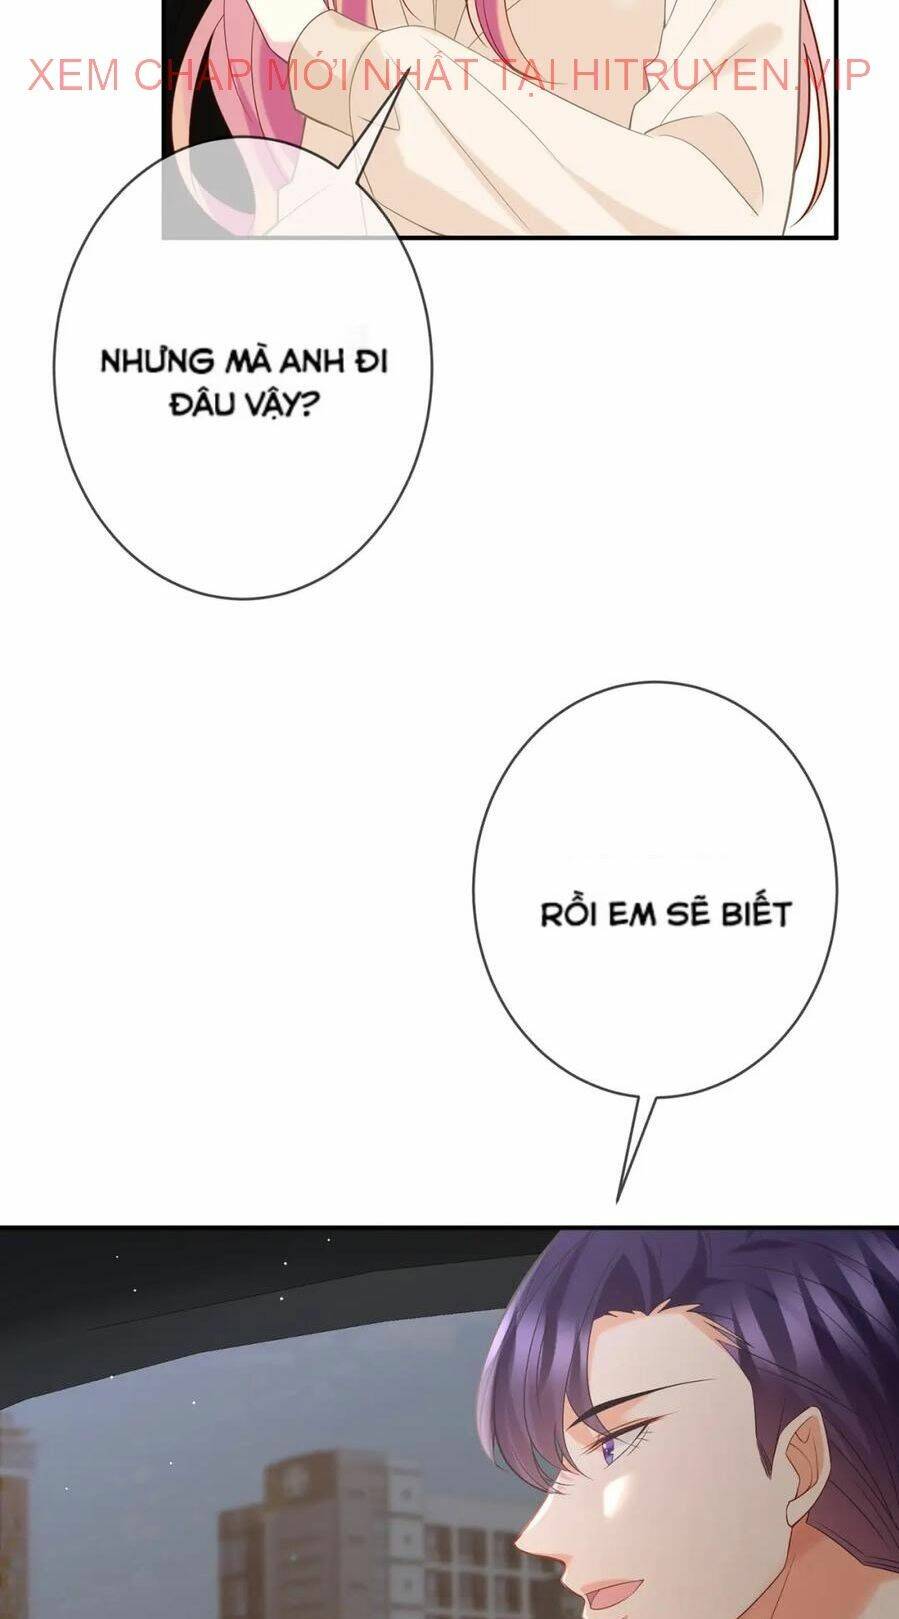 XEM CHAP MỚI NHẤT TẠI HITRUYEN.VIP
NHƯNG MÀ ANH ĐI
ĐÂU VẬY?
RỒI EM SẼ BIẾT